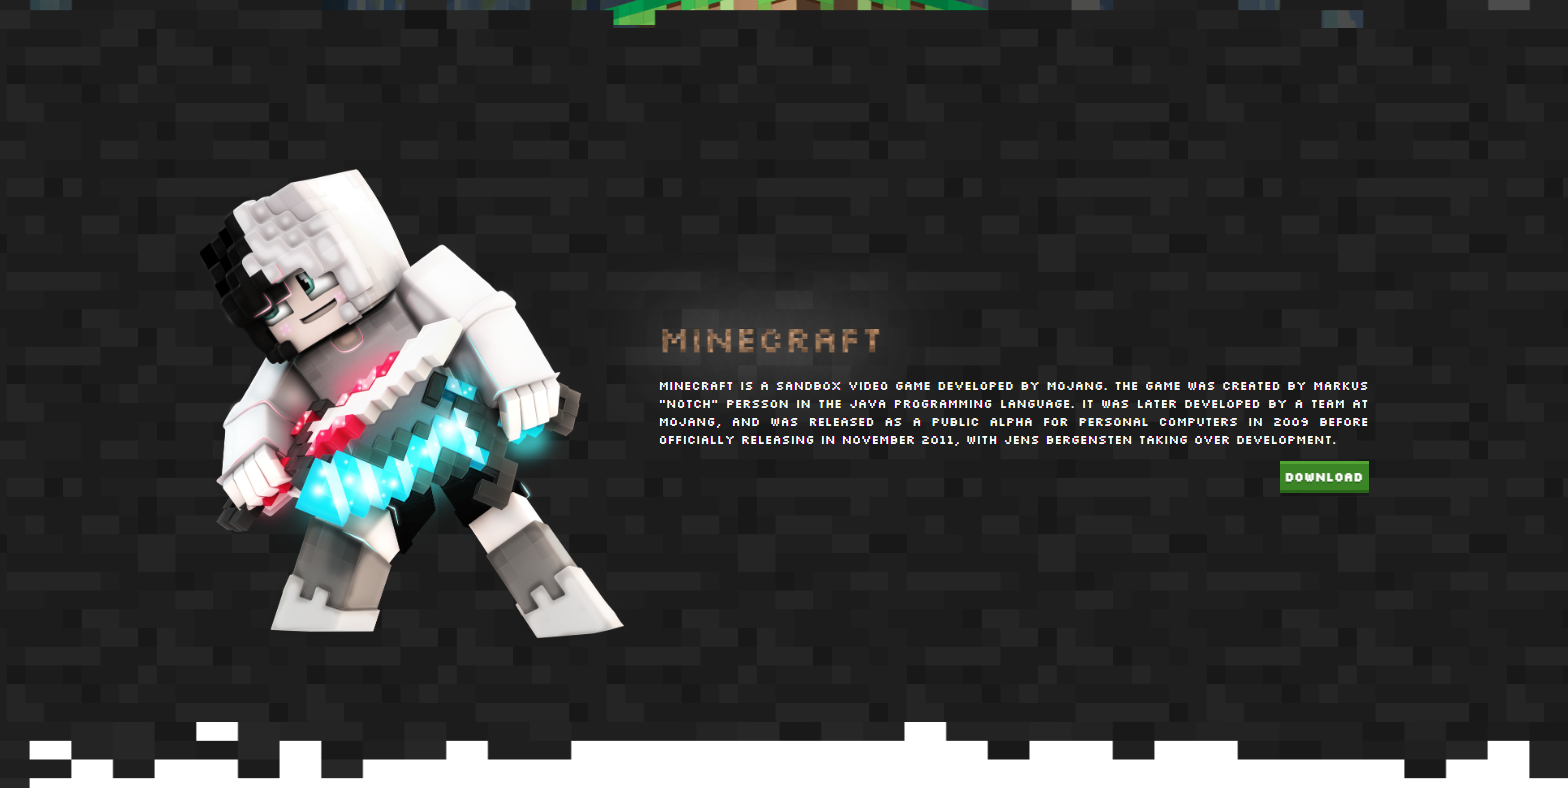 MINECRAFT
MINECRAFT IS A SANDBOX VIDEO GAME DEVELOPED BY MOJANG. THE GAME WAS CREATED BY MARKUS
"NOTCH" PERSSON IN THE JAVA PROGRAMMING LANGUAGE. IT WAS LATER DEVELOPED BY A TEAM AT
MOJANG, AND WAS RELEASED AS A PUBLIC ALPHA FOR PERSONAL COMPUTERS IN 2009 BEFORE
OFFICIALLY RELEASING IN NOVEMBER 2011, WITH JENS BERGENSTEN TAKING OVER DEVELOPMENT.
DOWNLOAD